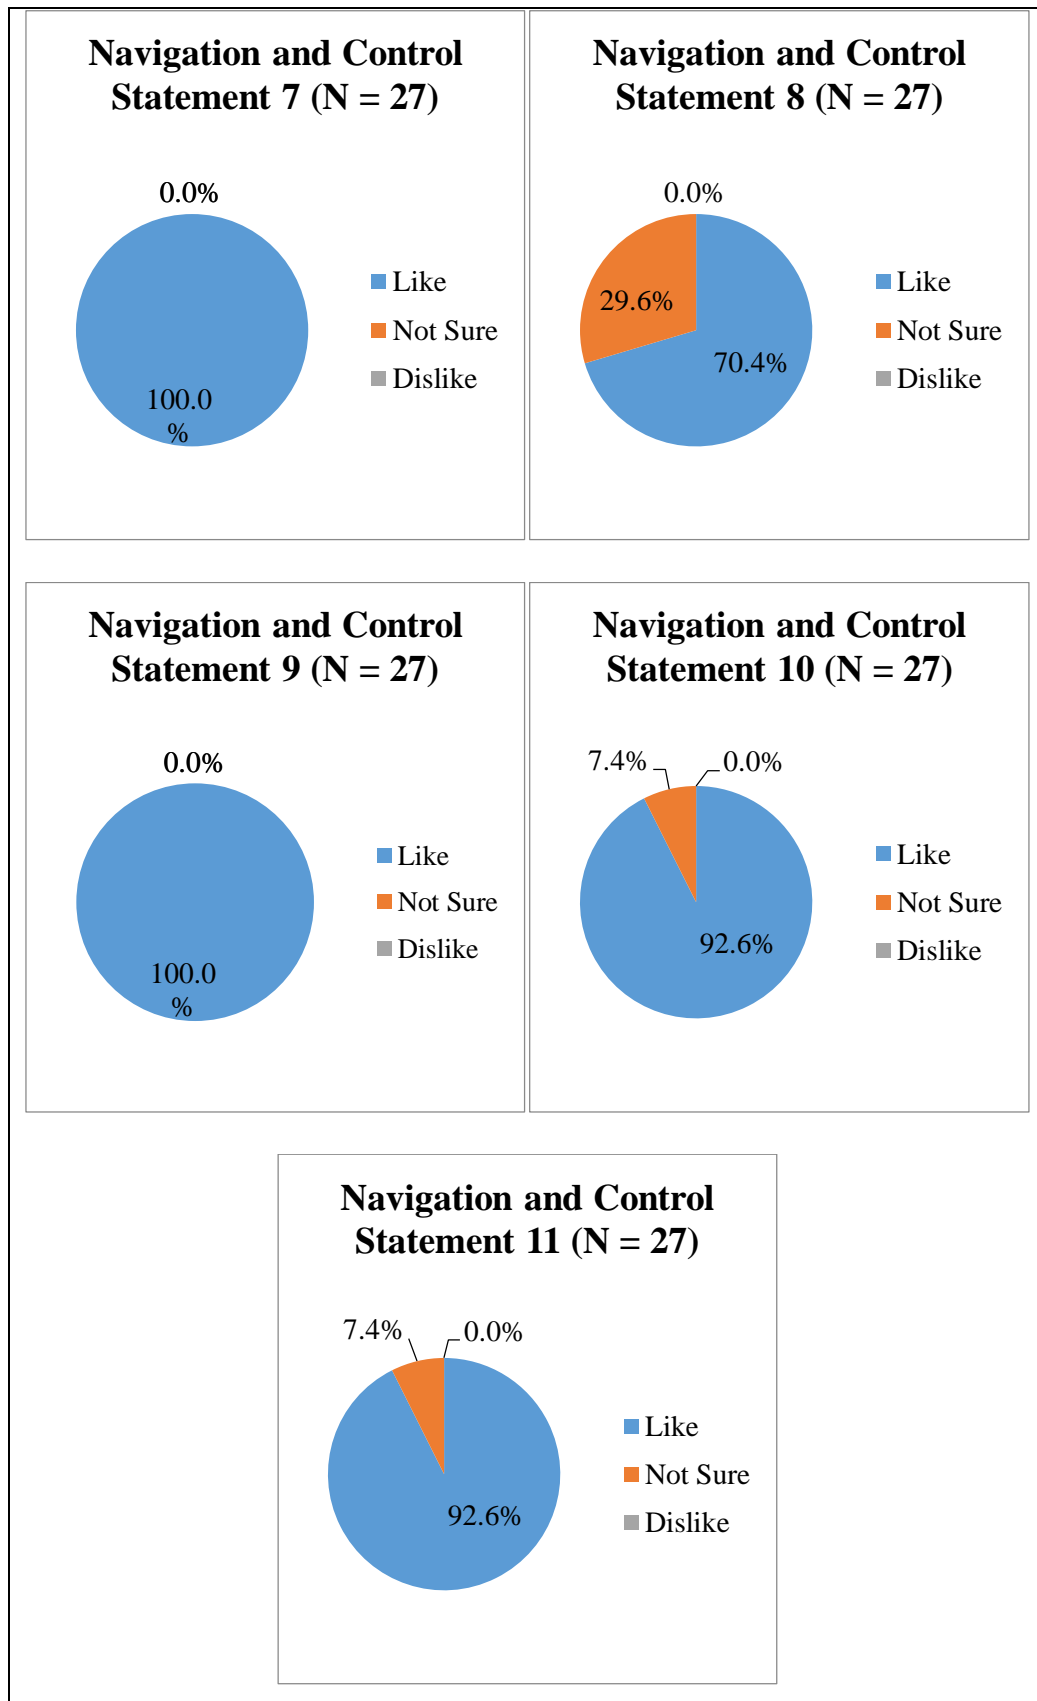 Navigation and Control
Statement 7 (N = 27)
0.0%
100.0
%
Like
Not Sure
Dislike
Navigation and Control
Statement 8 (N = 27)
0.0%
29.6%
70.4%
Like
Not Sure
Dislike
Navigation and Control
Statement 9 (N = 27)
0.0%
100.0
%
Like
Not Sure
Dislike
Navigation and Control
Statement 10 (N = 27)
7.4%
0.0%
92.6%
Like
Not Sure
Dislike
Navigation and Control
Statement 11 (N = 27)
7.4%
0.0%
92.6%
Like
Not Sure
Dislike